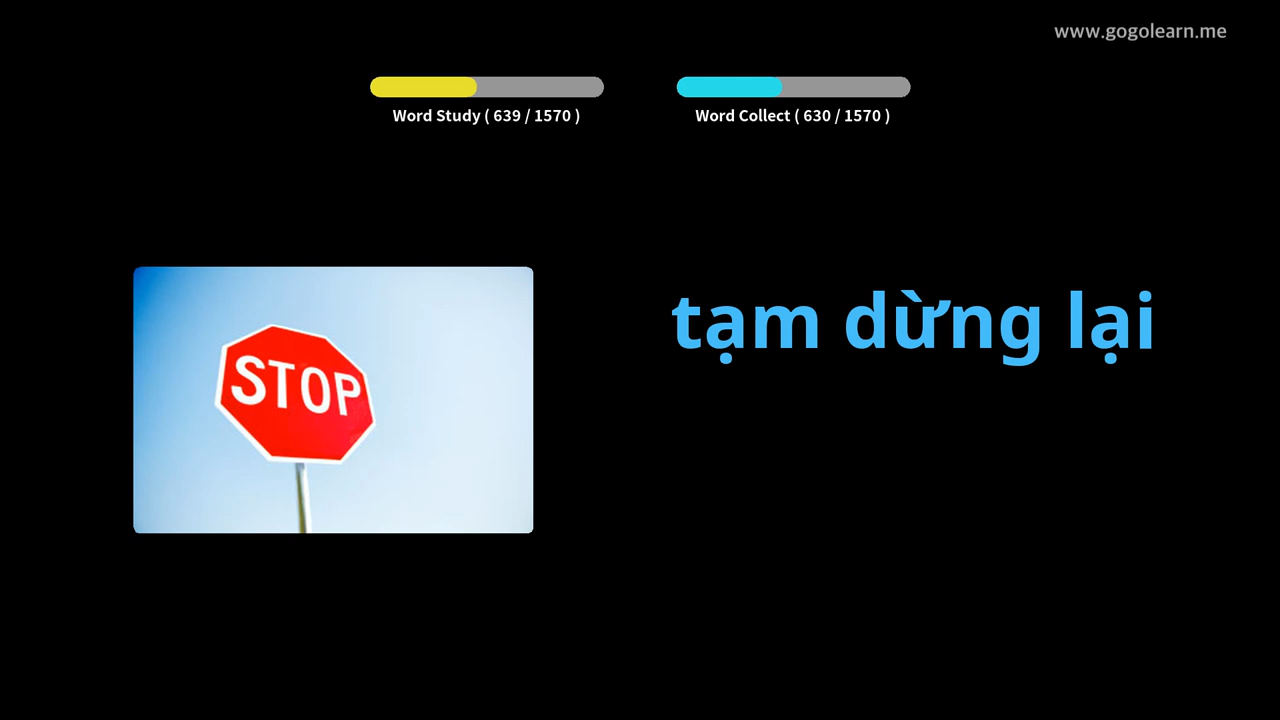 www.gogolearn.me
Word Study ( 639 / 1570 )
Word Collect ( 630 / 1570 )
STOP
tạm dừng lại